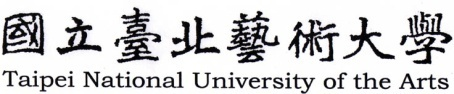 國立臺北藝術大學
Taipei National University of the Arts